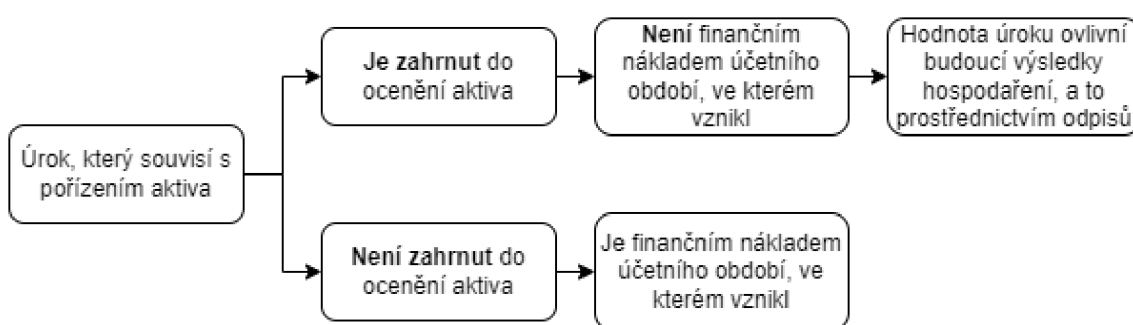 Úrok, který souvisí s
pořízením aktiva
Je zahrnut do
ocenění aktiva
Není finančním
nákladem účetního
období, ve kterém
vznikl
Hodnota úroku ovlivní
budoucí výsledky
hospodaření, a to
prostřednictvím odpisů
Není zahrnut do
ocenění aktiva
Je finančním nákladem
účetního období, ve
kterém vznikl